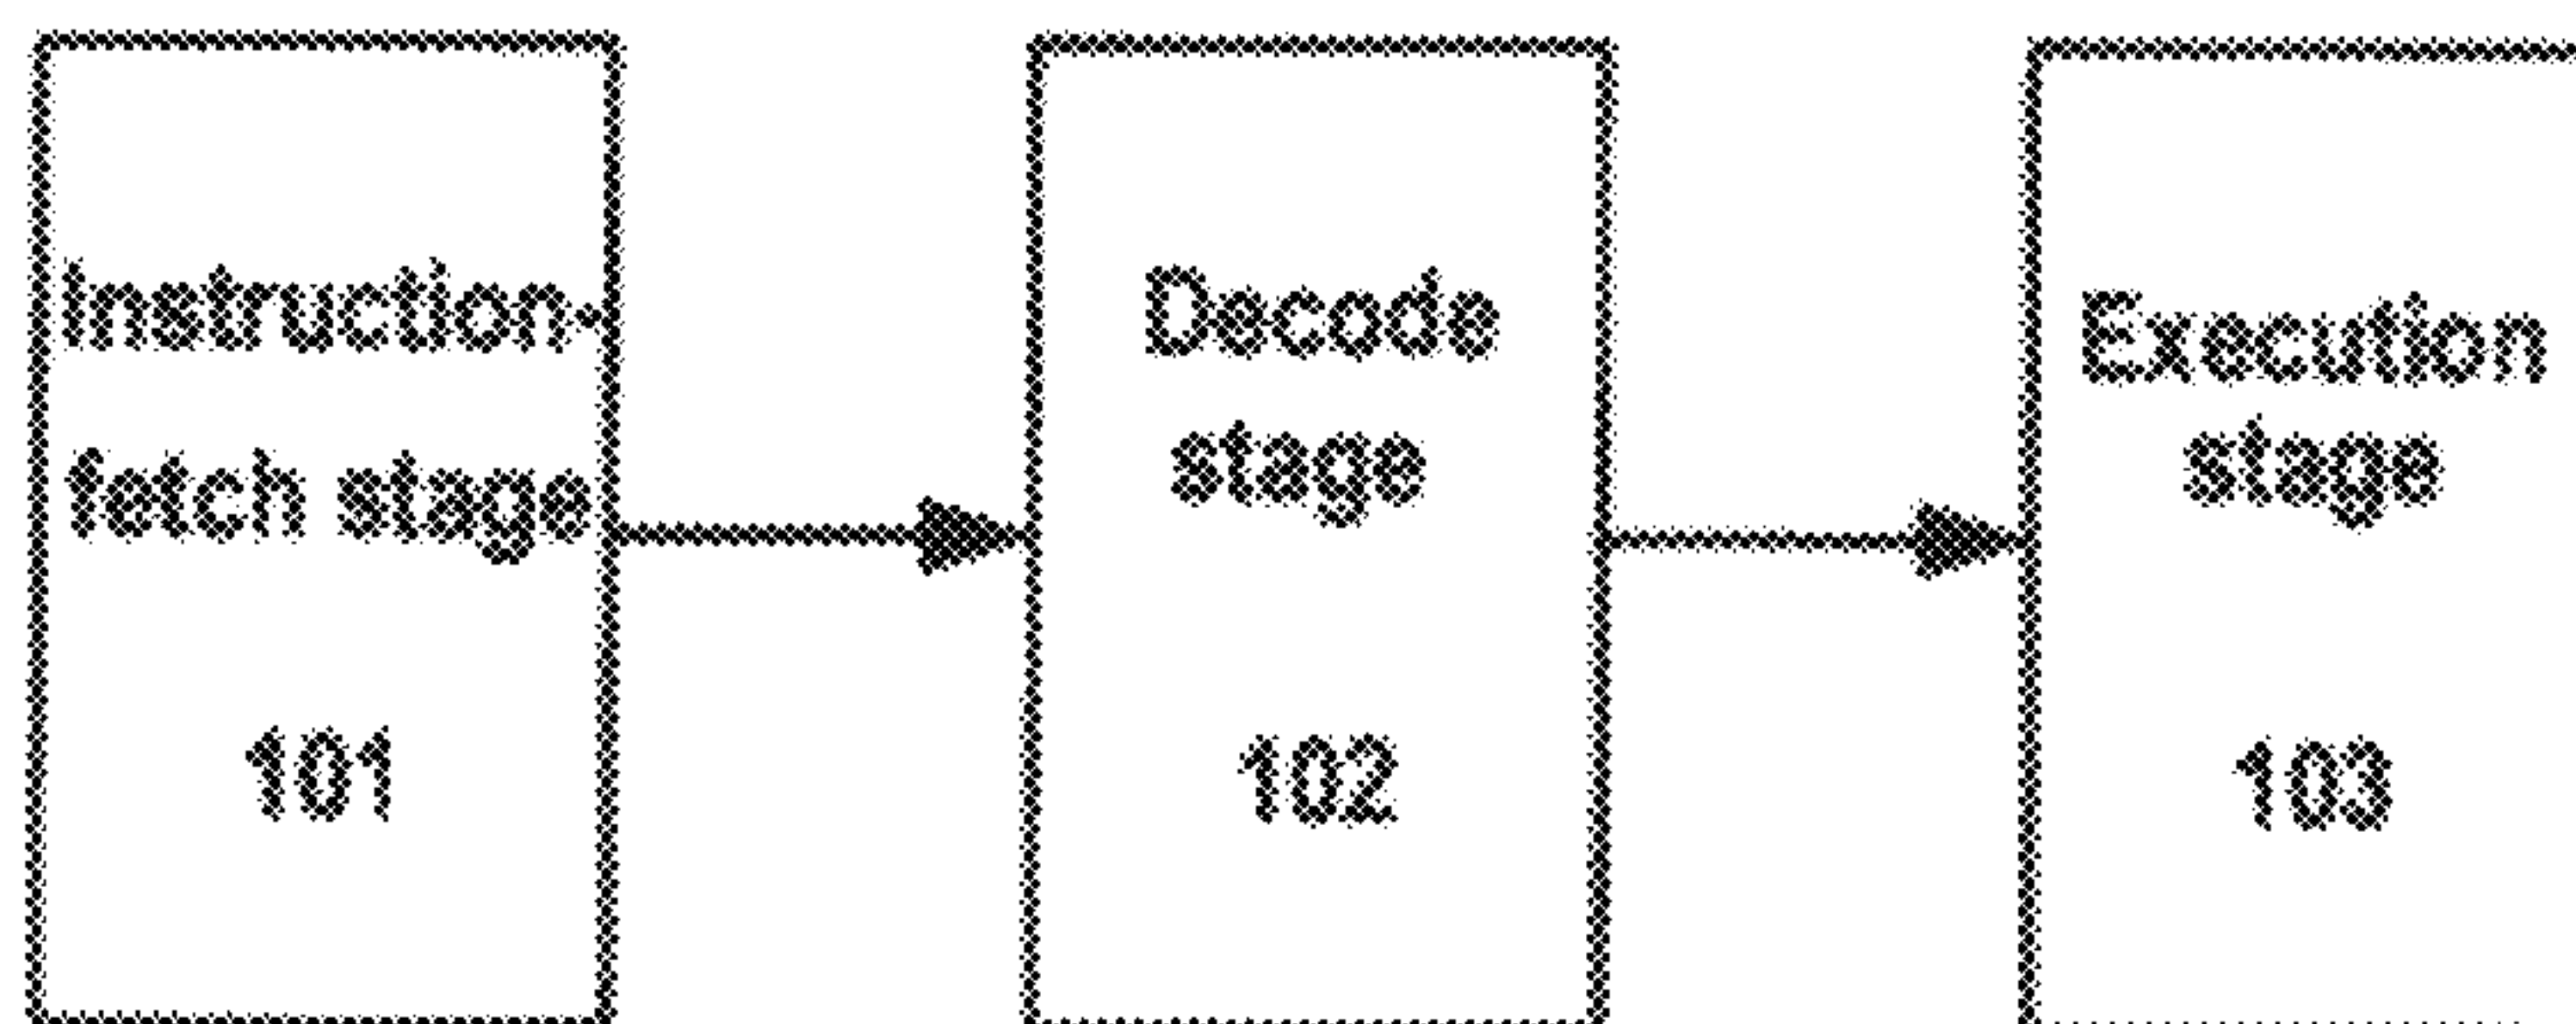 Instruction-
fetch stage
101
Decode
stage
102
Execution
stage
103